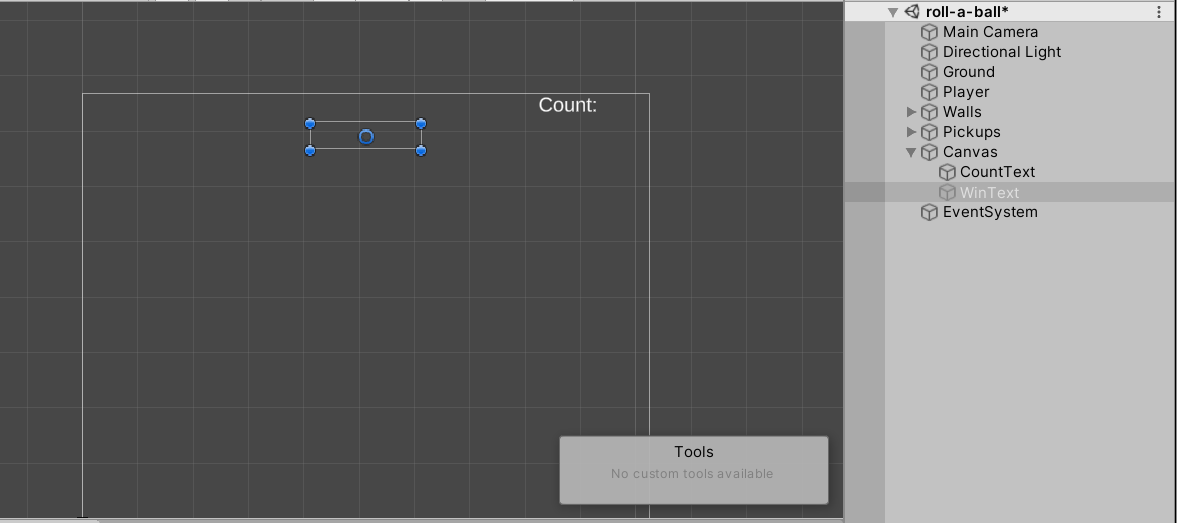 roll-a-ball*
Main Camera
Directional Light
Ground
Player
Walls
Pickups
Canvas
CountText
WinText
EventSystem
Count:
Tools
No custom tools available